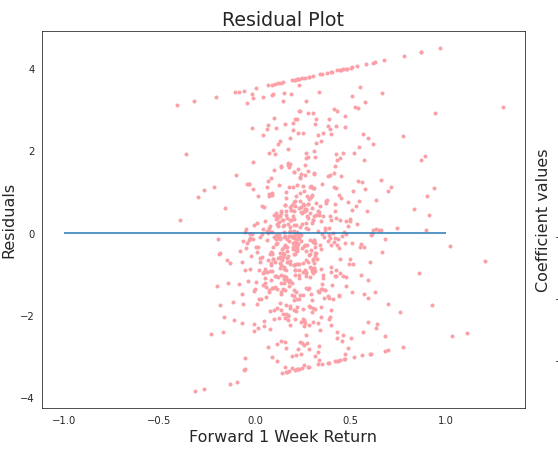 Residual Plot
4
2
0
−2
−4
Residuals
−1.0
−0.5
0.0
0.5
1.0
Forward 1 Week Return
Coefficient values